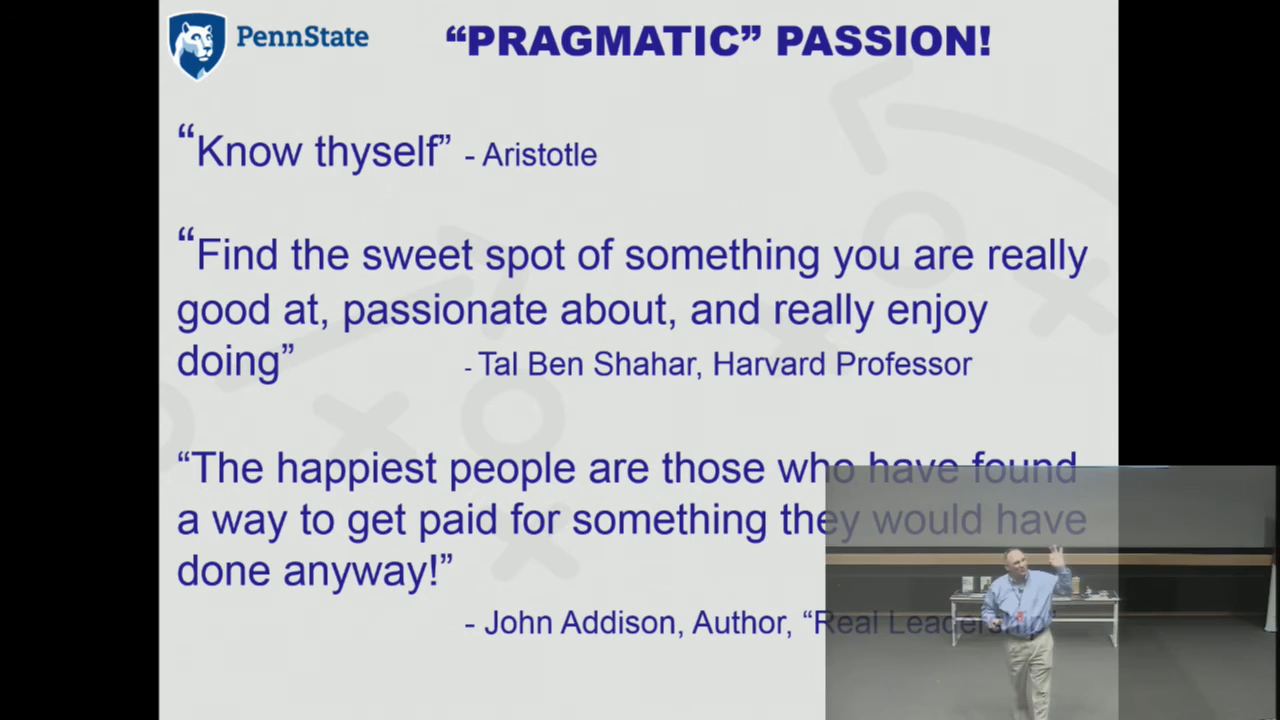 PennState
“PRAGMATIC” PASSION!
“Know thyself” - Aristotle
“Find the sweet spot of something you are really
good at, passionate about, and really enjoy
doing” - Tal Ben Shahar, Harvard Professor
“The happiest people are those who have found
a way to get paid for something they would have
done anyway!”
- John Addison, Author, “Real Leadership”